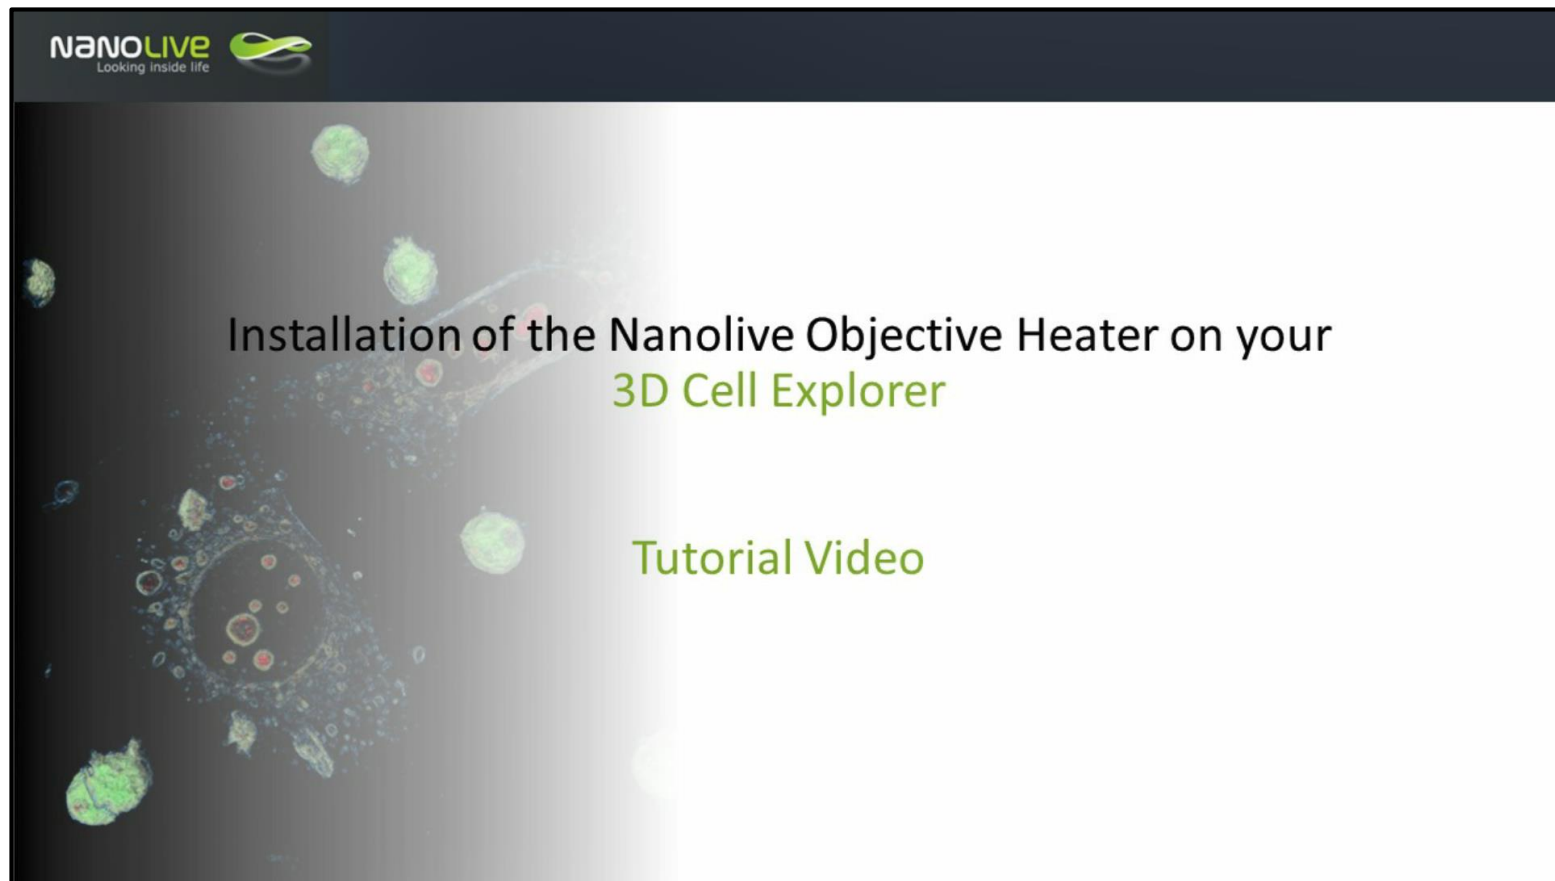 NANOLIVE
Looking inside life
Installation of the Nanolive Objective Heater on your
3D Cell Explorer
Tutorial Video